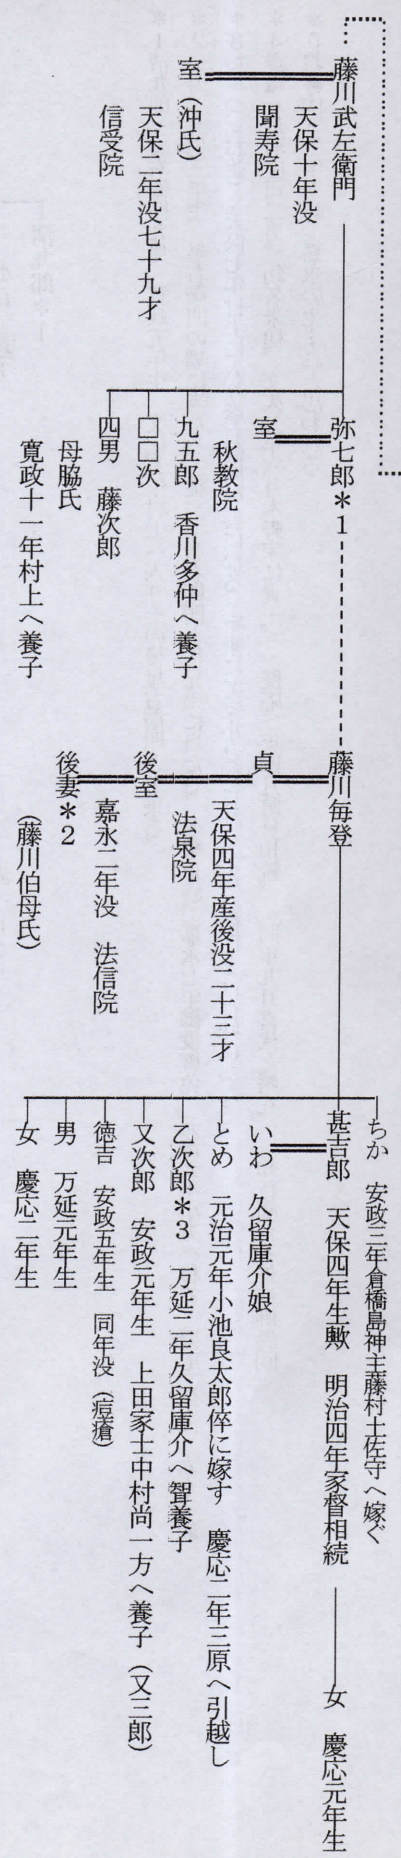 藤川武左衛門
天保十年没
聞寿院
室（沖氏）
天保二年没七十九才
信受院
弥七郎＊1
室
秋教院
九五郎　香川多仲へ養子
□□次
四男　藤次郎
母脇氏
寛政十一年村上へ養子
藤川毎登
貞
天保四年産後没二十三才
法泉院
後室
嘉永二年没　法信院
後妻＊2
（藤川伯母氏）
ちか　安政三年倉橋島神主藤村土佐守へ嫁ぐ
甚吉郎　天保四年生歟　明治四年家督相続
いわ　久留庫介娘
とめ　元治元年小池良太郎倅に嫁す　慶応二年三原へ引越し
乙次郎＊3　万延二年久留庫介へ聟養子
又次郎　安政元年生　上田家士中村尚一方へ養子（又三郎）
徳吉　安政五年生　同年没（痘瘡）
男　万延元年生
女　慶応二年生
女　慶応元年生